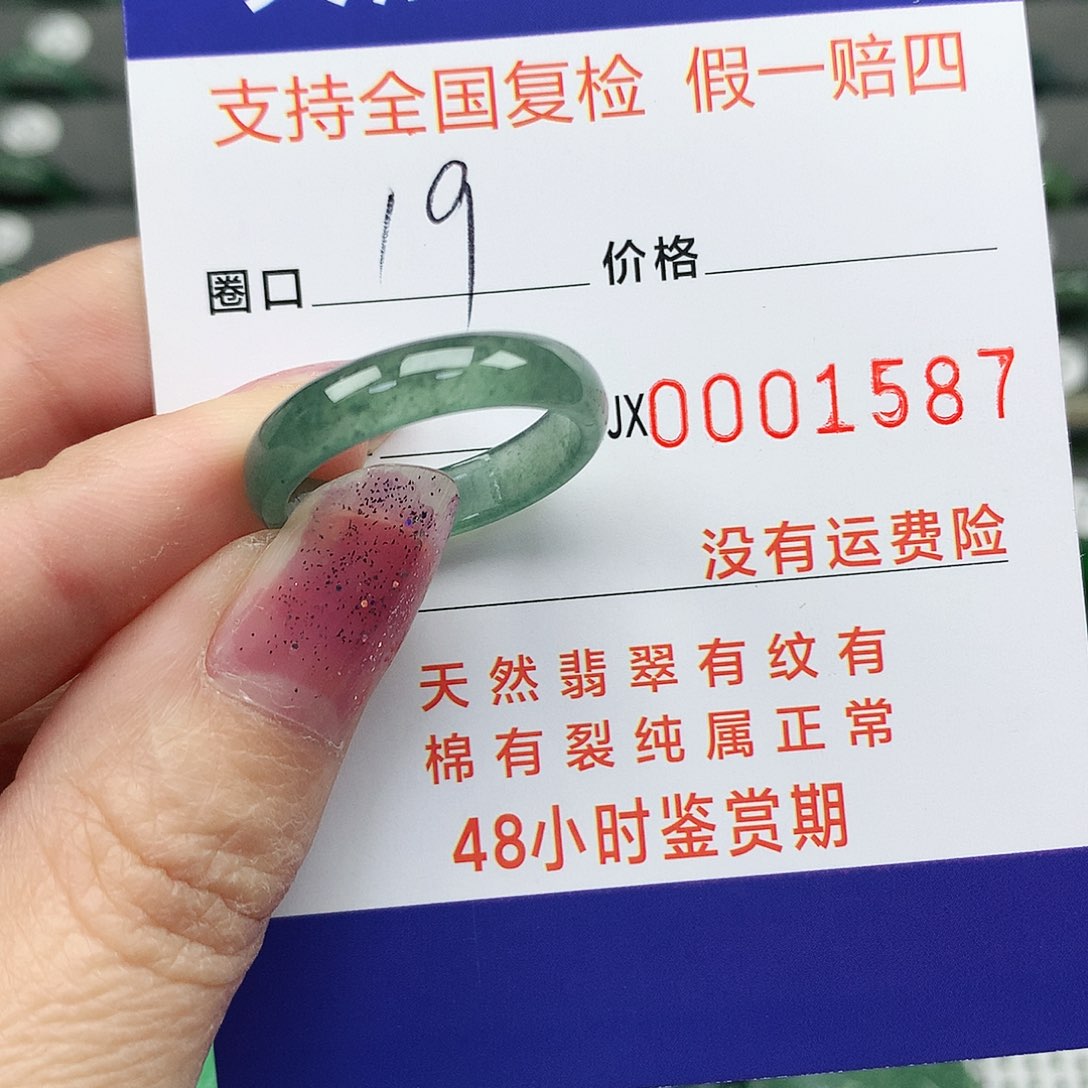 支持全国复检 假一赔四
圈口 19 价格
JX0001587
没有运费险
天然翡翠有纹有
棉有裂纯属正常
48小时鉴赏期